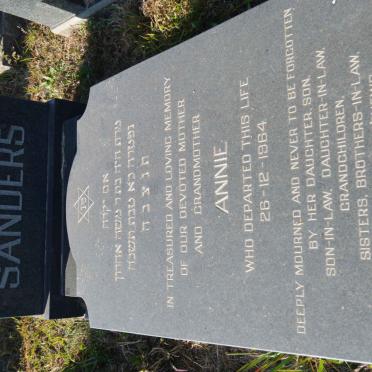 SANDERS
אם יקרה
ת נ צ ב ה
IN TREASURED AND LOVING MEMORY
OF OUR DEVOTED MOTHER
AND GRANDMOTHER
ANNIE
WHO DEPARTED THIS LIFE
26-12-1964
DEEPLY MOURNED AND NEVER TO BE FORGOTTEN
BY HER DAUGHTER, SON,
SON-IN-LAW, DAUGHTER-IN-LAW,
GRANDCHILDREN,
SISTERS, BROTHERS-IN-LAW,